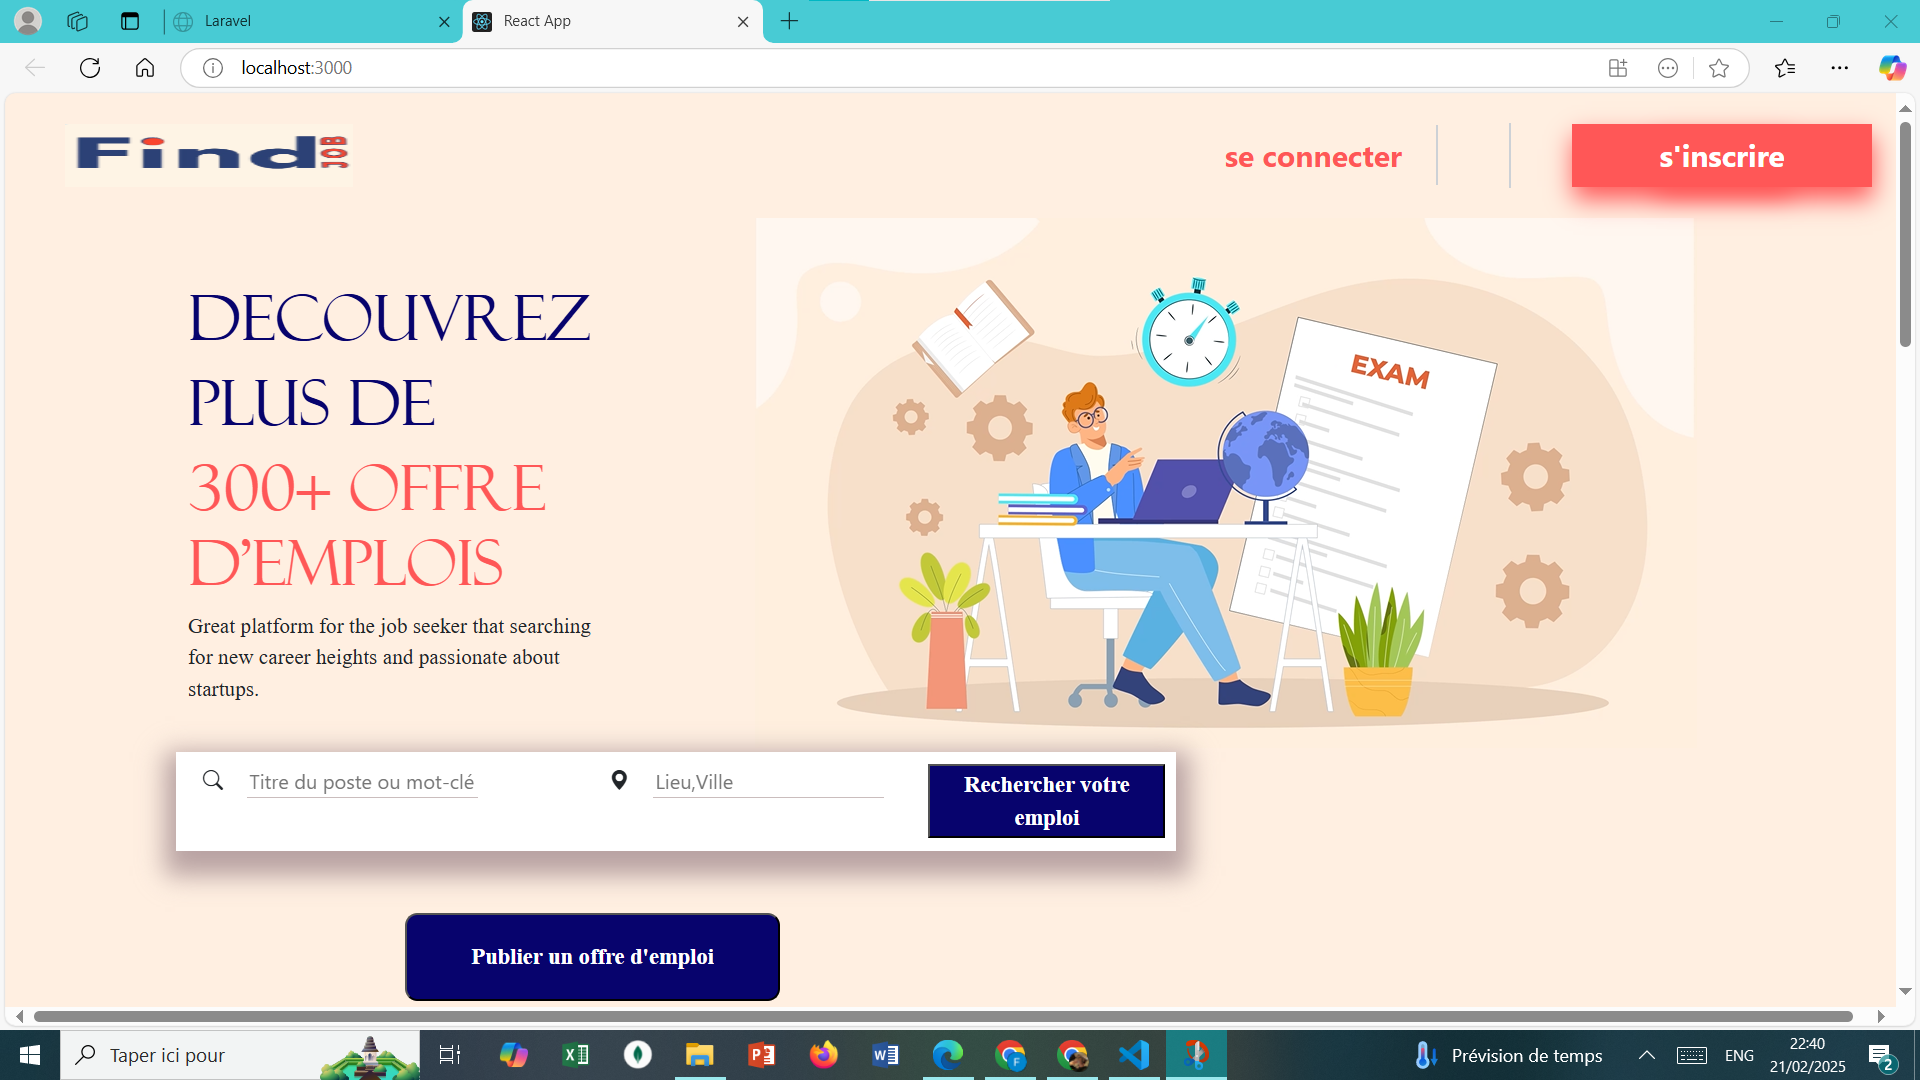 Laravel
React App
localhost:3000
Find
JOB
se connecter
s'inscrire
DECOUVREZ
PLUS DE
300+ OFFRE
D’EMPLOIS
EXAM
Great platform for the job seeker that searching
for new career heights and passionate about
startups.
Titre du poste ou mot-clé
Lieu,Ville
Rechercher votre
emploi
Publier un offre d'emploi
Taper ici pour
Prévision de temps
ENG
22:40
21/02/2025
2